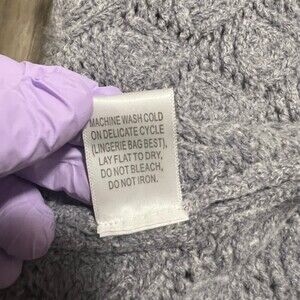 MACHINE WASH COLD
ON DELICATE CYCLE
(LINGERIE BAG BEST),
LAY FLAT TO DRY,
DO NOT BLEACH,
DO NOT IRON.